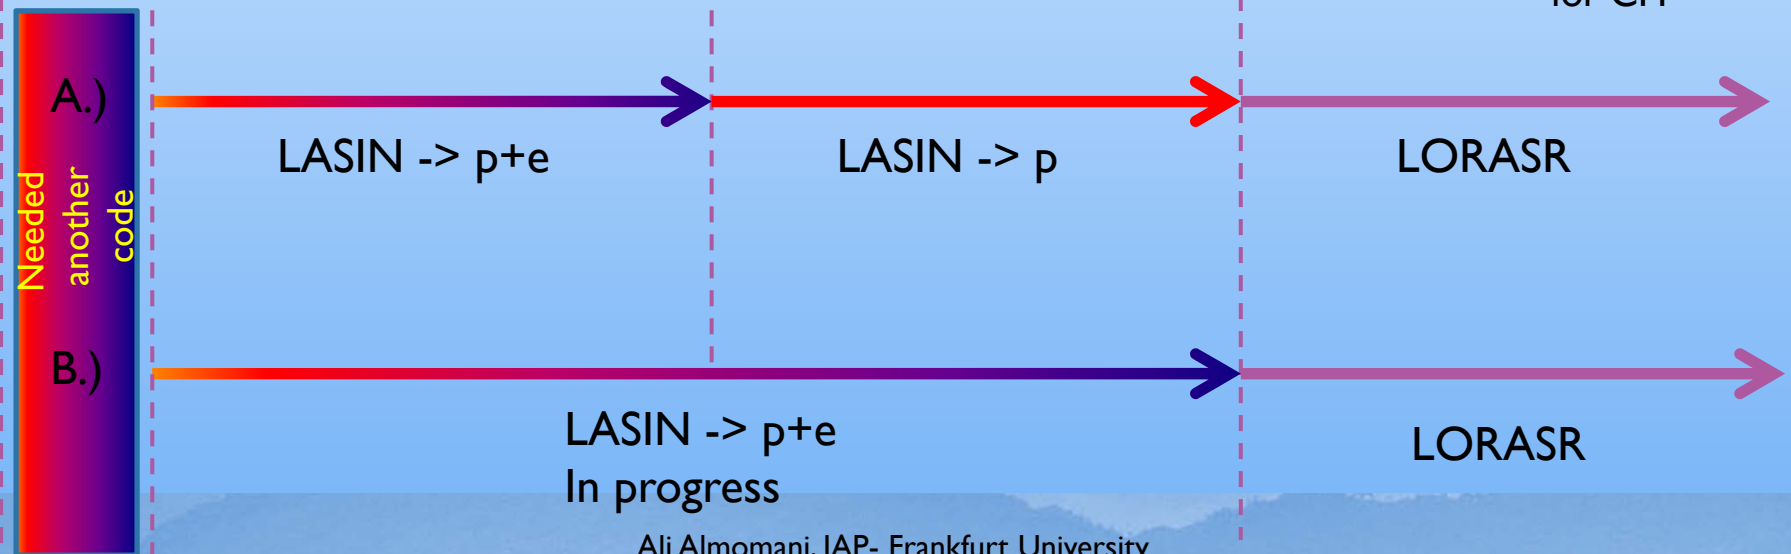 A.)
LASIN -> p+e
LASIN -> p
LORASR
Needed
another
code
B.)
LASIN -> p+e
In progress
LORASR
Ali Almomani, IAP- Frankfurt University